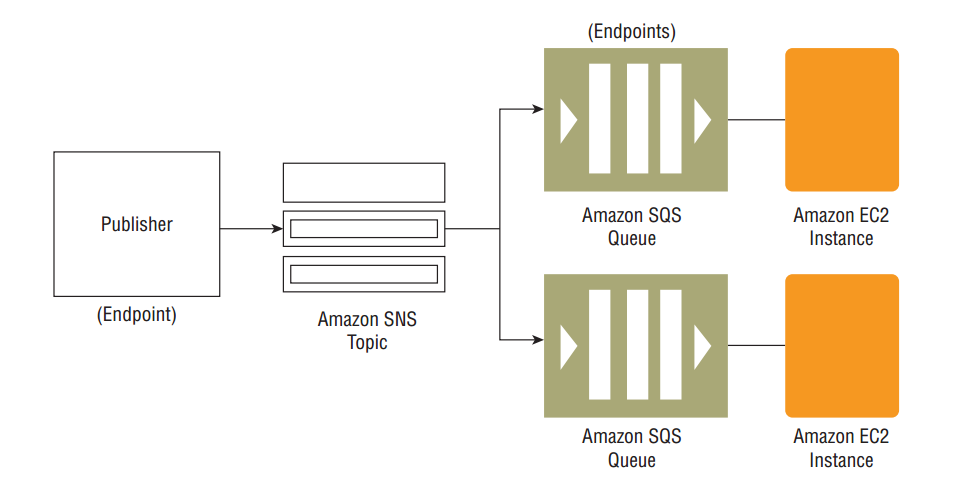 (Endpoints)
Publisher
(Endpoint)
Amazon SNS
Topic
Amazon SQS
Queue
Amazon EC2
Instance
Amazon SQS
Queue
Amazon EC2
Instance